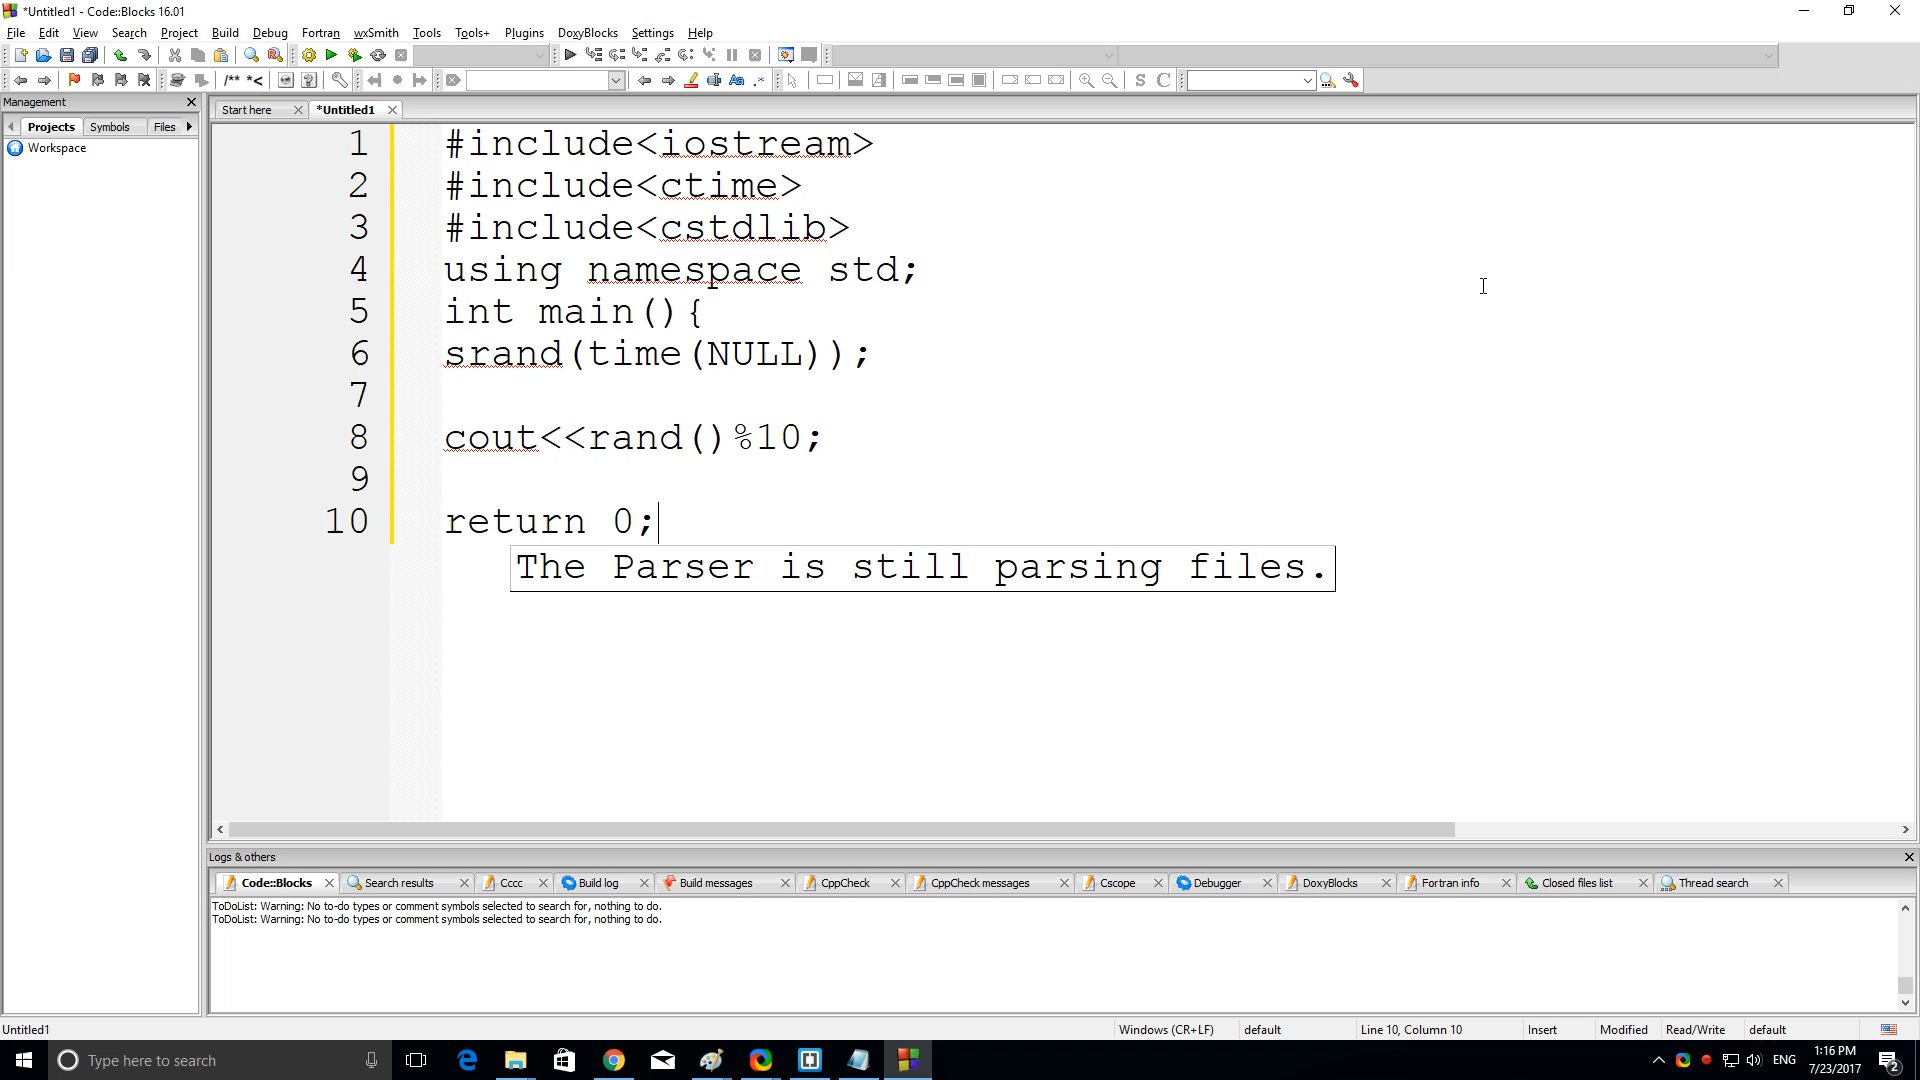 *Untitled1 - Code::Blocks 16.01
File Edit View Search Project Build Debug Fortran wxSmith Tools Tools+ Plugins DoxyBlocks Settings Help
/** *< Aa .* S C
Management
Start here *Untitled1
Projects Symbols Files
Workspace
1 #include<iostream>
2 #include<ctime>
3 #include<cstdlib>
4 using namespace std;
5 int main(){
6 srand(time(NULL));
7
8 cout<<rand()%10;
9
10 return 0;
The Parser is still parsing files.
Logs & others
Code::Blocks Search results Cccc Build log Build messages CppCheck CppCheck messages Cscope Debugger DoxyBlocks Fortran info Closed files list Thread search
ToDoList: Warning: No to-do types or comment symbols selected to search for, nothing to do.
ToDoList: Warning: No to-do types or comment symbols selected to search for, nothing to do.
Untitled1 Windows (CR+LF) default Line 10, Column 10 Insert Modified Read/Write default
Type here to search ENG 1:16 PM
7/23/2017 2